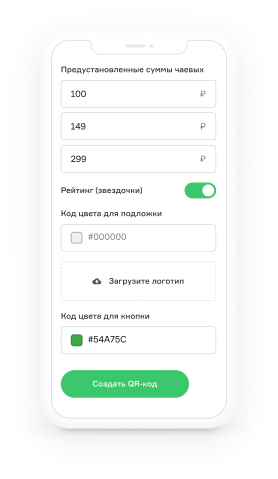 Предустановленные суммы чаевых
100 ₽
149 ₽
299 ₽
Рейтинг (звездочки)
Код цвета для подложки
#000000
Загрузите логотип
Код цвета для кнопки
#54A75C
Создать QR-код